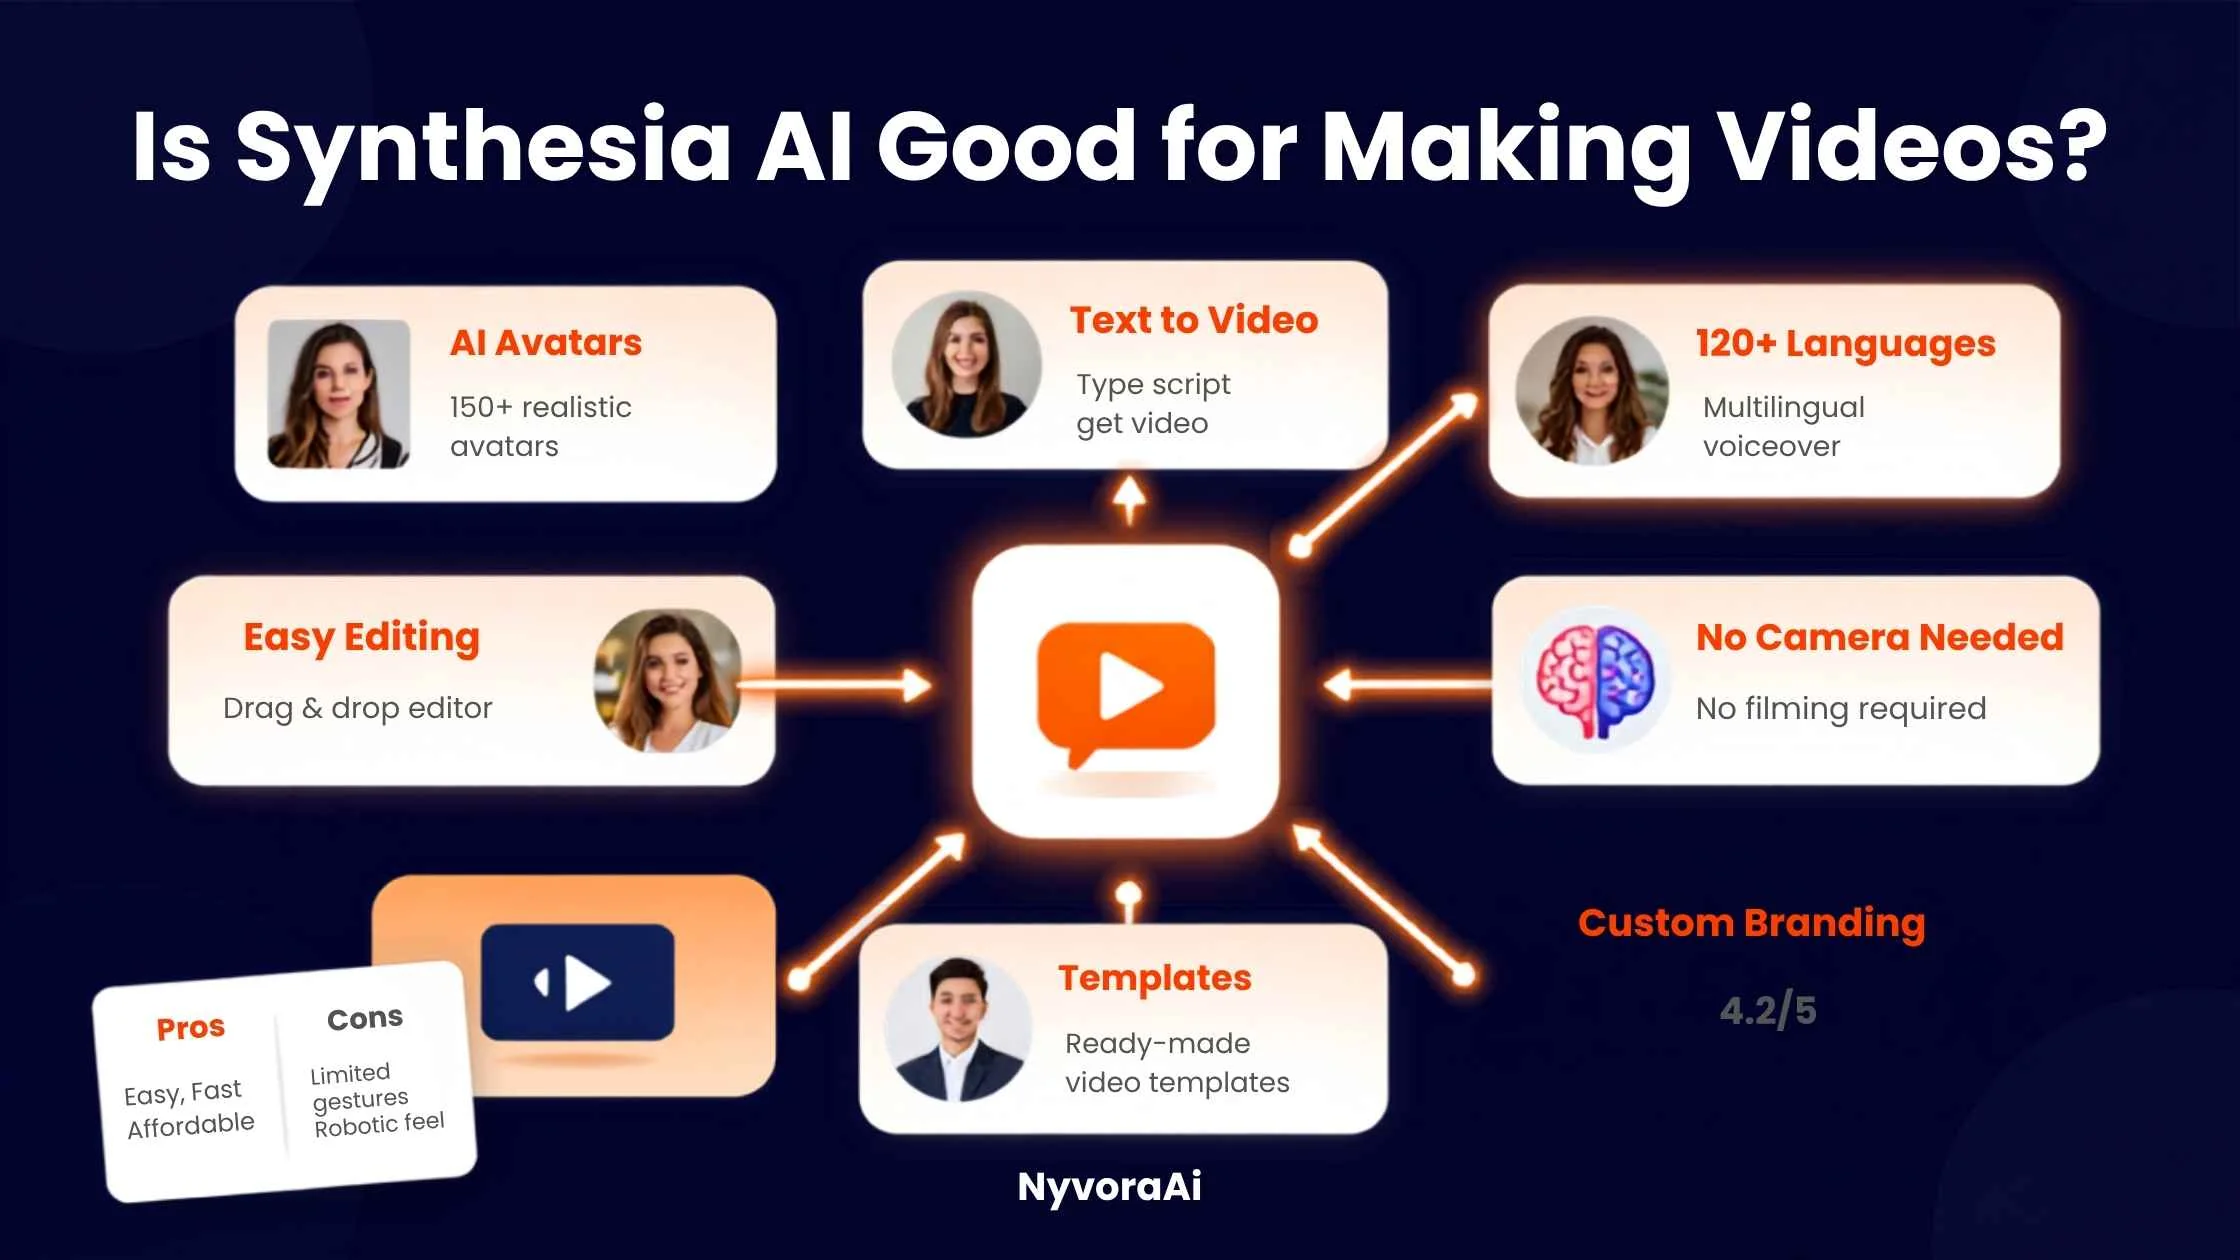 Is Synthesia AI Good for Making Videos?
AI Avatars
150+ realistic
avatars
Text to Video
Type script
get video
120+ Languages
Multilingual
voiceover
Easy Editing
Drag & drop editor
No Camera Needed
No filming required
Pros
Easy, Fast
Affordable
Cons
Limited
gestures
Robotic feel
Templates
Ready-made
video templates
Custom Branding
4.2/5
NyvoraAi